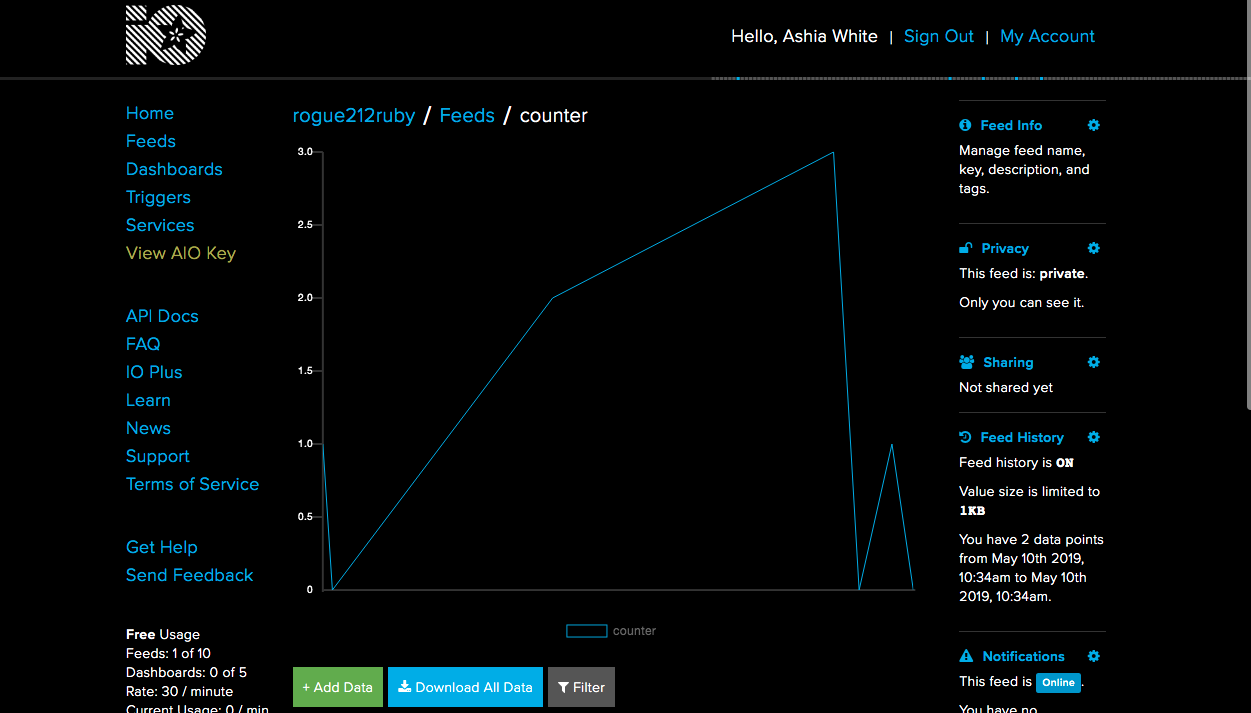 iO
Hello, Ashia White | Sign Out | My Account
Home
Feeds
Dashboards
Triggers
Services
View AIO Key
API Docs
FAQ
IO Plus
Learn
News
Support
Terms of Service
Get Help
Send Feedback
Free Usage
Feeds: 1 of 10
Dashboards: 0 of 5
Rate: 30 / minute
Current Usage: 0 / min
rogue212ruby / Feeds / counter
3.0
2.5
2.0
1.5
1.0
0.5
0
counter
+ Add Data
Download All Data
Filter
Feed Info
Manage feed name,
key, description, and
tags.
Privacy
This feed is: private.
Only you can see it.
Sharing
Not shared yet
Feed History
Feed history is ON
Value size is limited to
1KB
You have 2 data points
from May 10th 2019,
10:34am to May 10th
2019, 10:34am.
Notifications
This feed is Online.
You have no